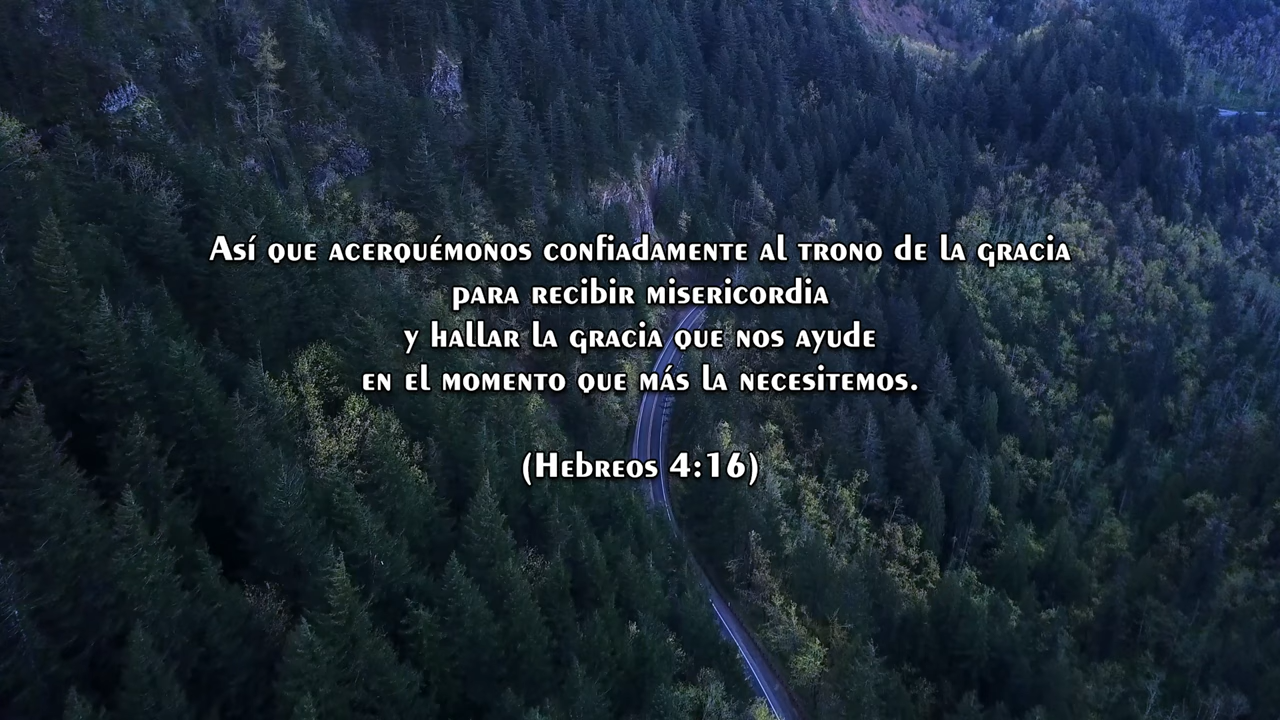 Así que acerquémonos confiadamente al trono de la gracia
para recibir misericordia
y hallar la gracia que nos ayude
en el momento que más la necesitemos.
(Hebreos 4:16)